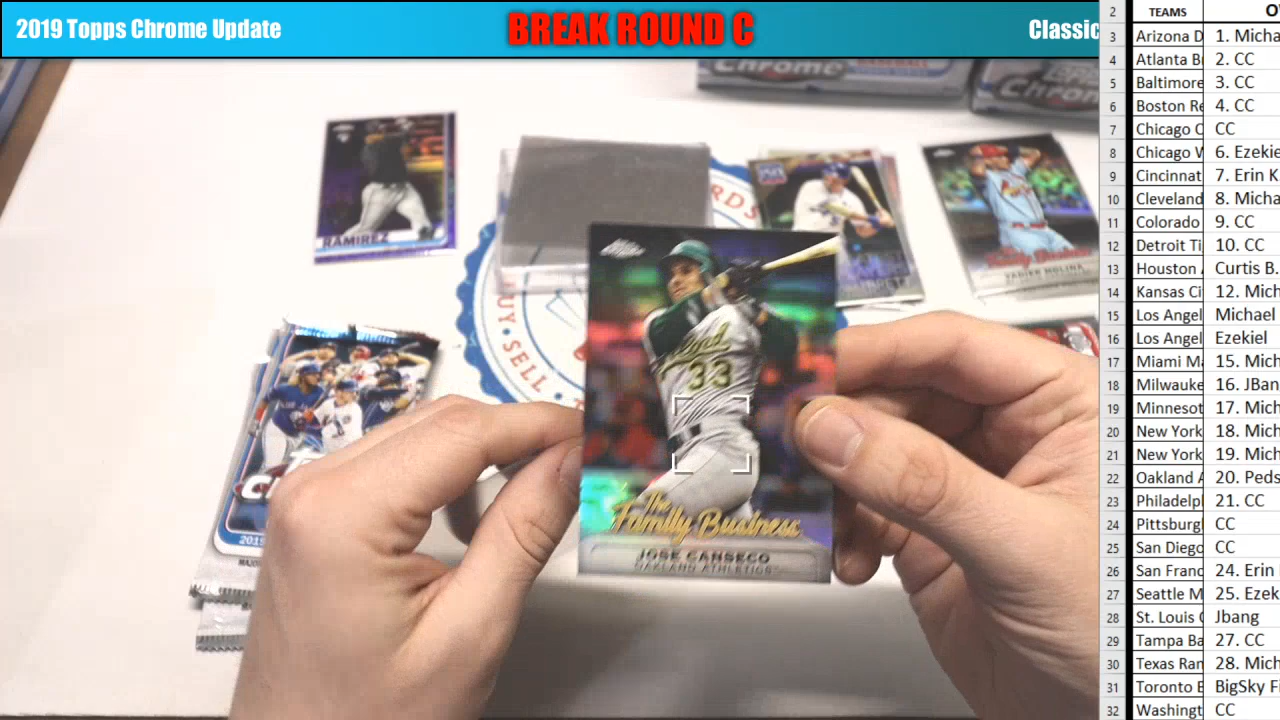 2019 Topps Chrome Update
BREAK ROUND C
Classic
2 TEAMS
3 Arizona D 1. Micha
4 Atlanta B 2. CC
5 Baltimore 3. CC
6 Boston Re 4. CC
7 Chicago C CC
8 Chicago W 6. Ezekie
9 Cincinnat 7. Erin K
10 Cleveland 8. Micha
11 Colorado 9. CC
12 Detroit Ti 10. CC
13 Houston Curtis B.
14 Kansas Ci 12. Mich
15 Los Angel Michael
16 Los Angel Ezekiel
17 Miami Ma 15. Mich
18 Milwauke 16. JBan
19 Minnesot 17. Mich
20 New York 18. Mich
21 New York 19. Mich
22 Oakland A 20. Peds
23 Philadelp 21. CC
24 Pittsburg CC
25 San Diego CC
26 San Franc 24. Erin
27 Seattle M 25. Ezek
28 St. Louis Jbang
29 Tampa Ba 27. CC
30 Texas Ran 28. Mich
31 Toronto B BigSky Fi
32 Washingt CC
Chrome
RAMIREZ
RDS
BUY • SELL
YADIER MOLINA
33
The
Family Business
JOSE CANSECO
OAKLAND ATHLETICS
2019